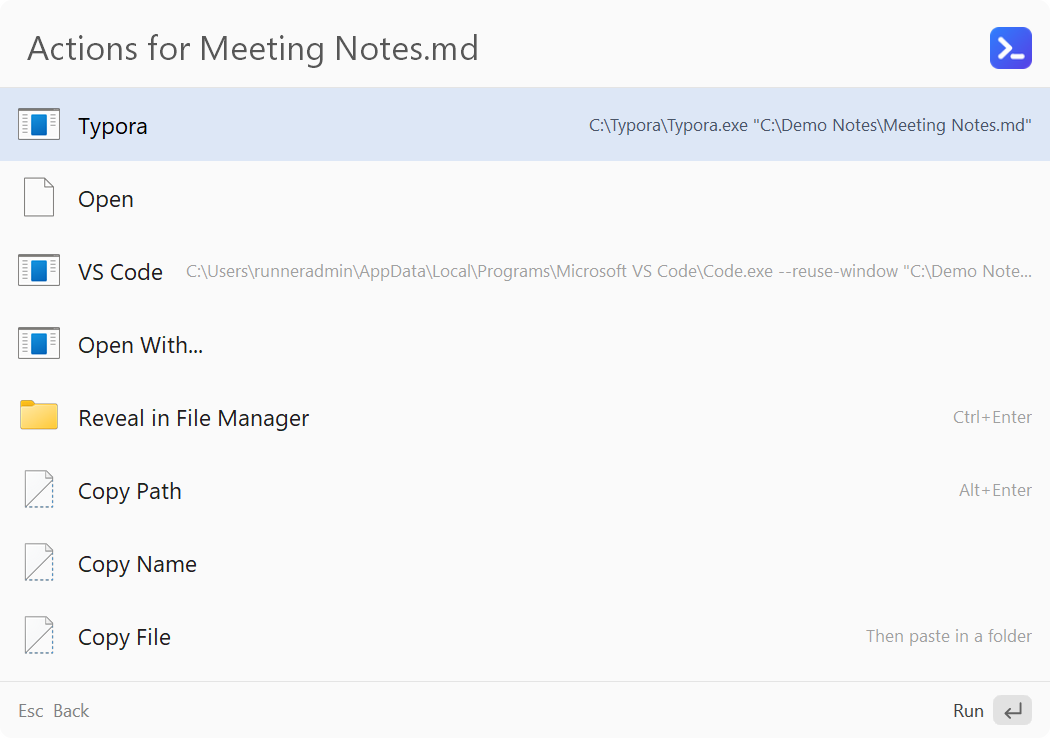 Actions for Meeting Notes.md
Typora C:\Typora\Typora.exe "C:\Demo Notes\Meeting Notes.md"
Open
VS Code C:\Users\runneradmin\AppData\Local\Programs\Microsoft VS Code\Code.exe --reuse-window "C:\Demo Note...
Open With...
Reveal in File Manager Ctrl+Enter
Copy Path Alt+Enter
Copy Name
Copy File Then paste in a folder
Esc Back Run